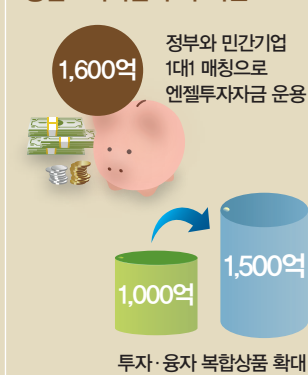 1,600억
정부와 민간기업
1대1 매칭으로
엔젤투자자금 운용
1,000억
1,500억
투자·융자 복합상품 확대